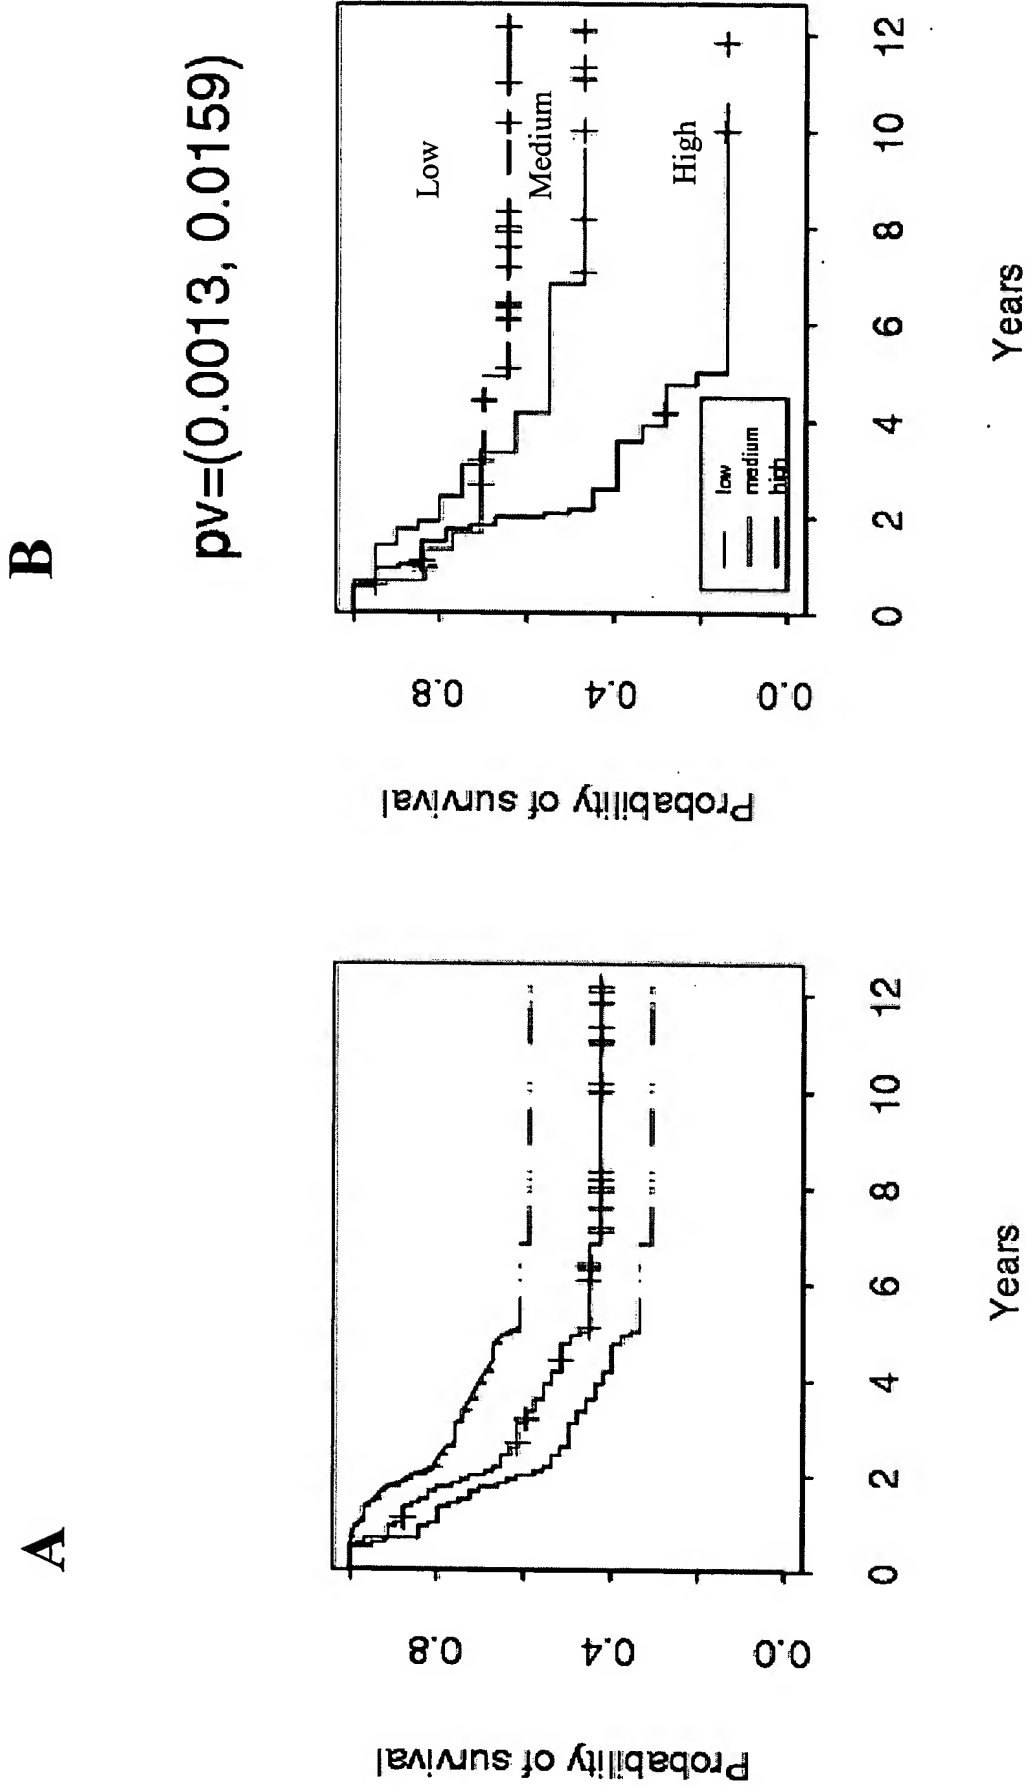 A
Probability of survival
0.8
0.4
0.0
0
2
4
6
8
10
12
Years
B
pv=(0.0013, 0.0159)
Probability of survival
0.8
0.4
0.0
Low
Medium
High
low
medium
high
0
2
4
6
8
10
12
Years